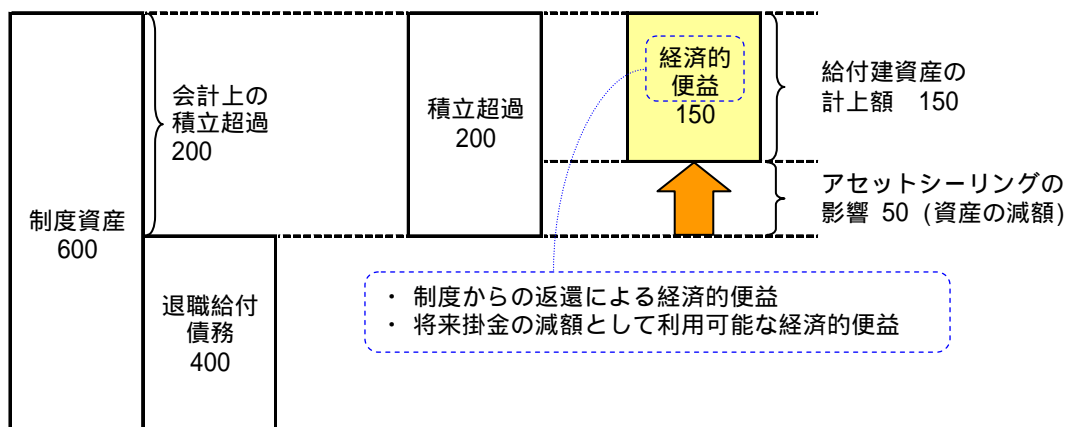 制度資産
600
会計上の
積立超過
200
退職給付
債務
400
積立超過
200
経済的
便益
150
給付建資産の
計上額 150
アセットシーリングの
影響 50 (資産の減額)
・ 制度からの返還による経済的便益
・ 将来掛金の減額として利用可能な経済的便益